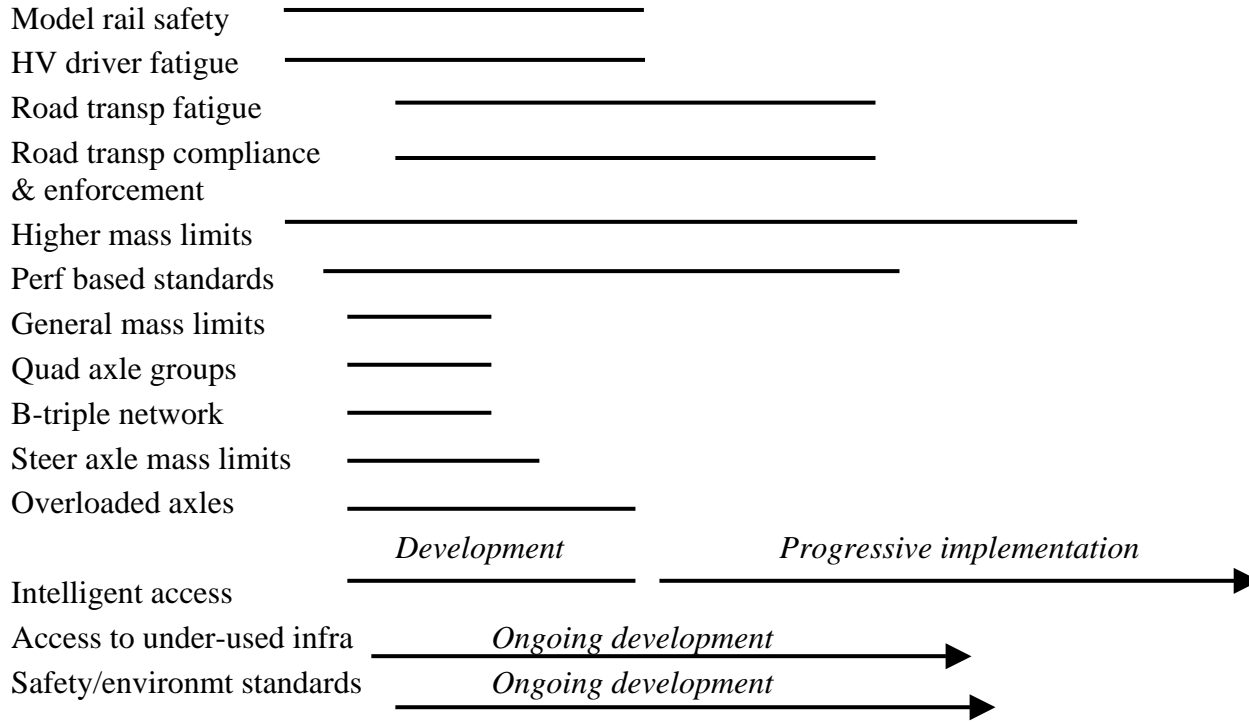 Model rail safety
HV driver fatigue
Road transp fatigue
Road transp compliance
& enforcement
Higher mass limits
Perf based standards
General mass limits
Quad axle groups
B-triple network
Steer axle mass limits
Overloaded axles
Development Progressive implementation
Intelligent access
Access to under-used infra Ongoing development
Safety/environmt standards Ongoing development